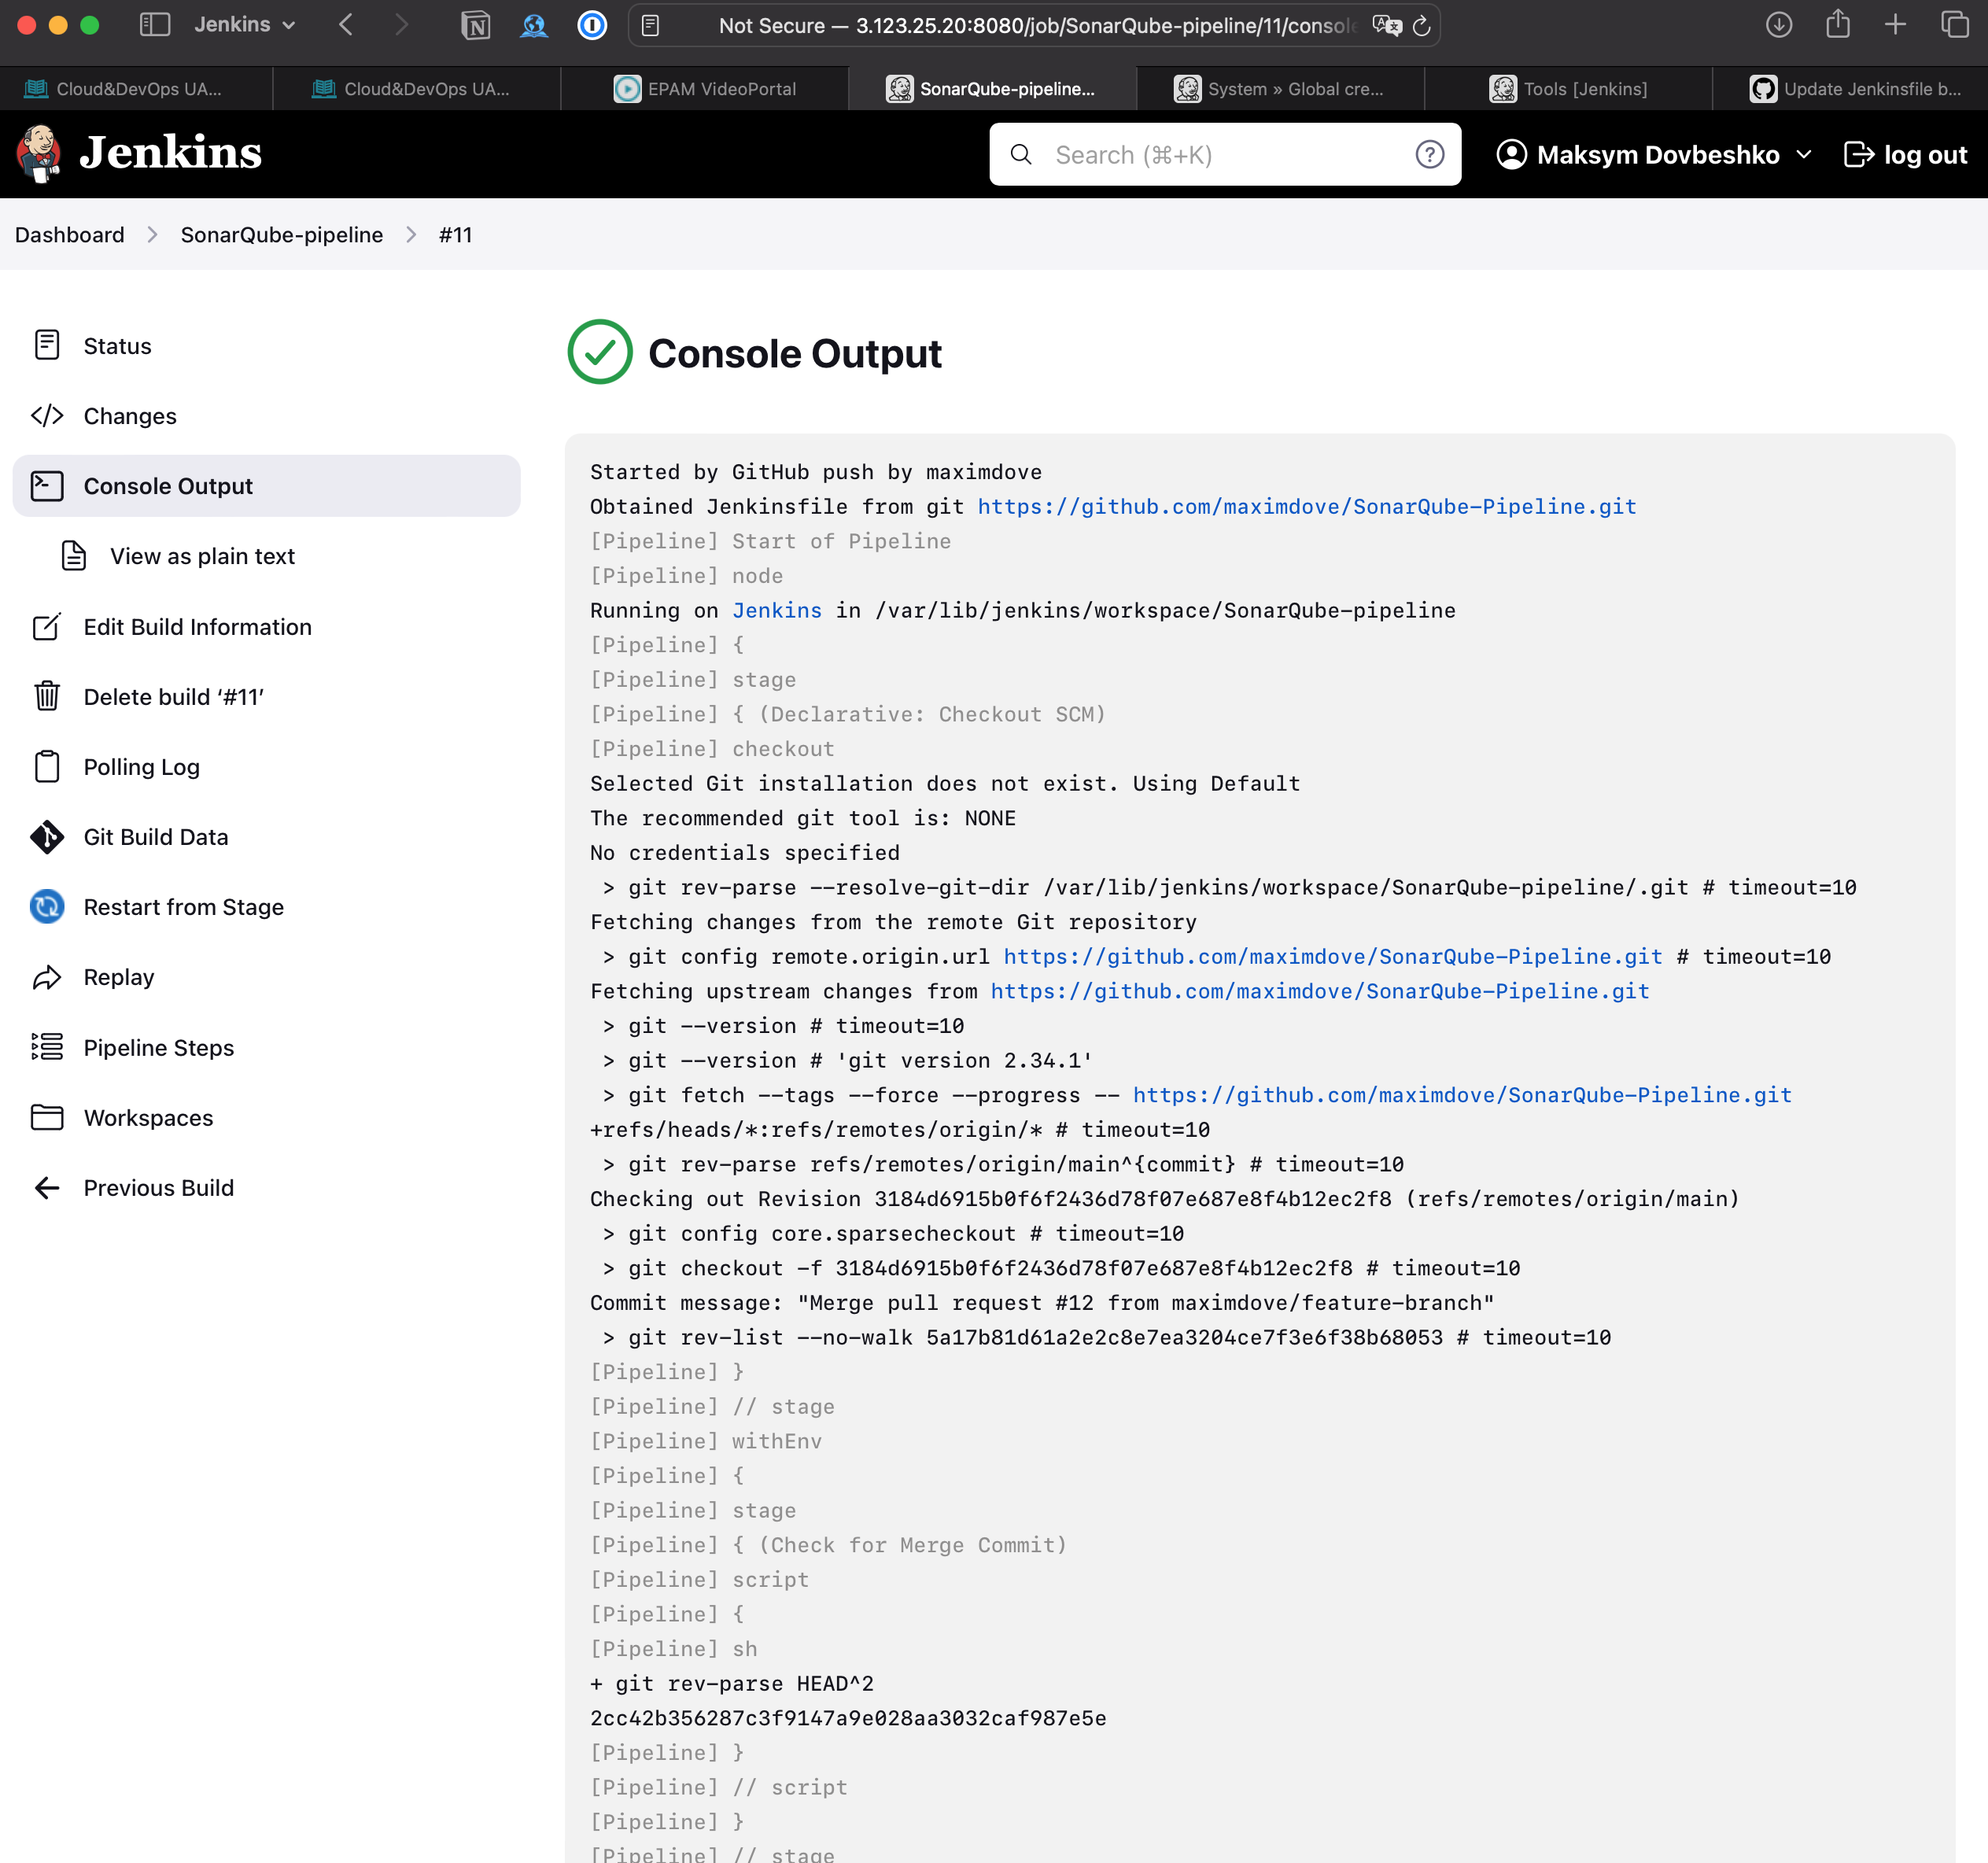 Jenkins
Not Secure — 3.123.25.20:8080/job/SonarQube-pipeline/11/console
Cloud&DevOps UA...
Cloud&DevOps UA...
EPAM VideoPortal
SonarQube-pipeline...
System » Global cre...
Tools [Jenkins]
Update Jenkinsfile b...
Jenkins
Search (⌘+K)
Maksym Dovbeshko
log out
Dashboard
SonarQube-pipeline
#11
Status
Changes
Console Output
View as plain text
Edit Build Information
Delete build ‘#11’
Polling Log
Git Build Data
Restart from Stage
Replay
Pipeline Steps
Workspaces
Previous Build
Console Output
Started by GitHub push by maximdove
Obtained Jenkinsfile from git https://github.com/maximdove/SonarQube-Pipeline.git
[Pipeline] Start of Pipeline
[Pipeline] node
Running on Jenkins in /var/lib/jenkins/workspace/SonarQube-pipeline
[Pipeline] {
[Pipeline] stage
[Pipeline] { (Declarative: Checkout SCM)
[Pipeline] checkout
Selected Git installation does not exist. Using Default
The recommended git tool is: NONE
No credentials specified
 > git rev-parse --resolve-git-dir /var/lib/jenkins/workspace/SonarQube-pipeline/.git # timeout=10
Fetching changes from the remote Git repository
 > git config remote.origin.url https://github.com/maximdove/SonarQube-Pipeline.git # timeout=10
Fetching upstream changes from https://github.com/maximdove/SonarQube-Pipeline.git
 > git --version # timeout=10
 > git --version # 'git version 2.34.1'
 > git fetch --tags --force --progress -- https://github.com/maximdove/SonarQube-Pipeline.git
+refs/heads/*:refs/remotes/origin/* # timeout=10
 > git rev-parse refs/remotes/origin/main^{commit} # timeout=10
Checking out Revision 3184d6915b0f6f2436d78f07e687e8f4b12ec2f8 (refs/remotes/origin/main)
 > git config core.sparsecheckout # timeout=10
 > git checkout -f 3184d6915b0f6f2436d78f07e687e8f4b12ec2f8 # timeout=10
Commit message: "Merge pull request #12 from maximdove/feature-branch"
 > git rev-list --no-walk 5a17b81d61a2e2c8e7ea3204ce7f3e6f38b68053 # timeout=10
[Pipeline] }
[Pipeline] // stage
[Pipeline] withEnv
[Pipeline] {
[Pipeline] stage
[Pipeline] { (Check for Merge Commit)
[Pipeline] script
[Pipeline] {
[Pipeline] sh
+ git rev-parse HEAD^2
2cc42b356287c3f9147a9e028aa3032caf987e5e
[Pipeline] }
[Pipeline] // script
[Pipeline] }
[Pipeline] // stage